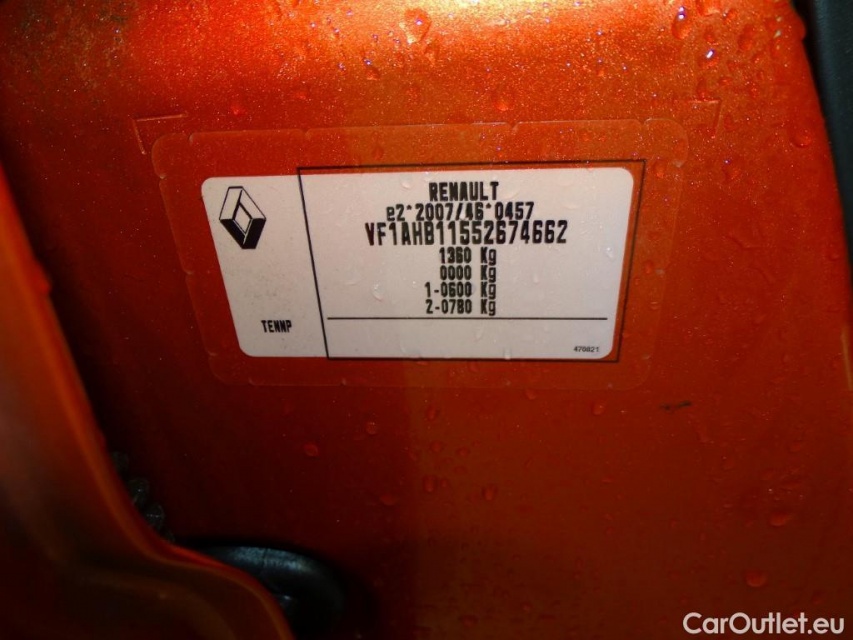 RENAULT
e2*2007/46*0457
VF1AHB11552674662
1360 Kg
0000 Kg
1-0600 Kg
2-0780 Kg
TENNP
470821
CarOutlet.eu